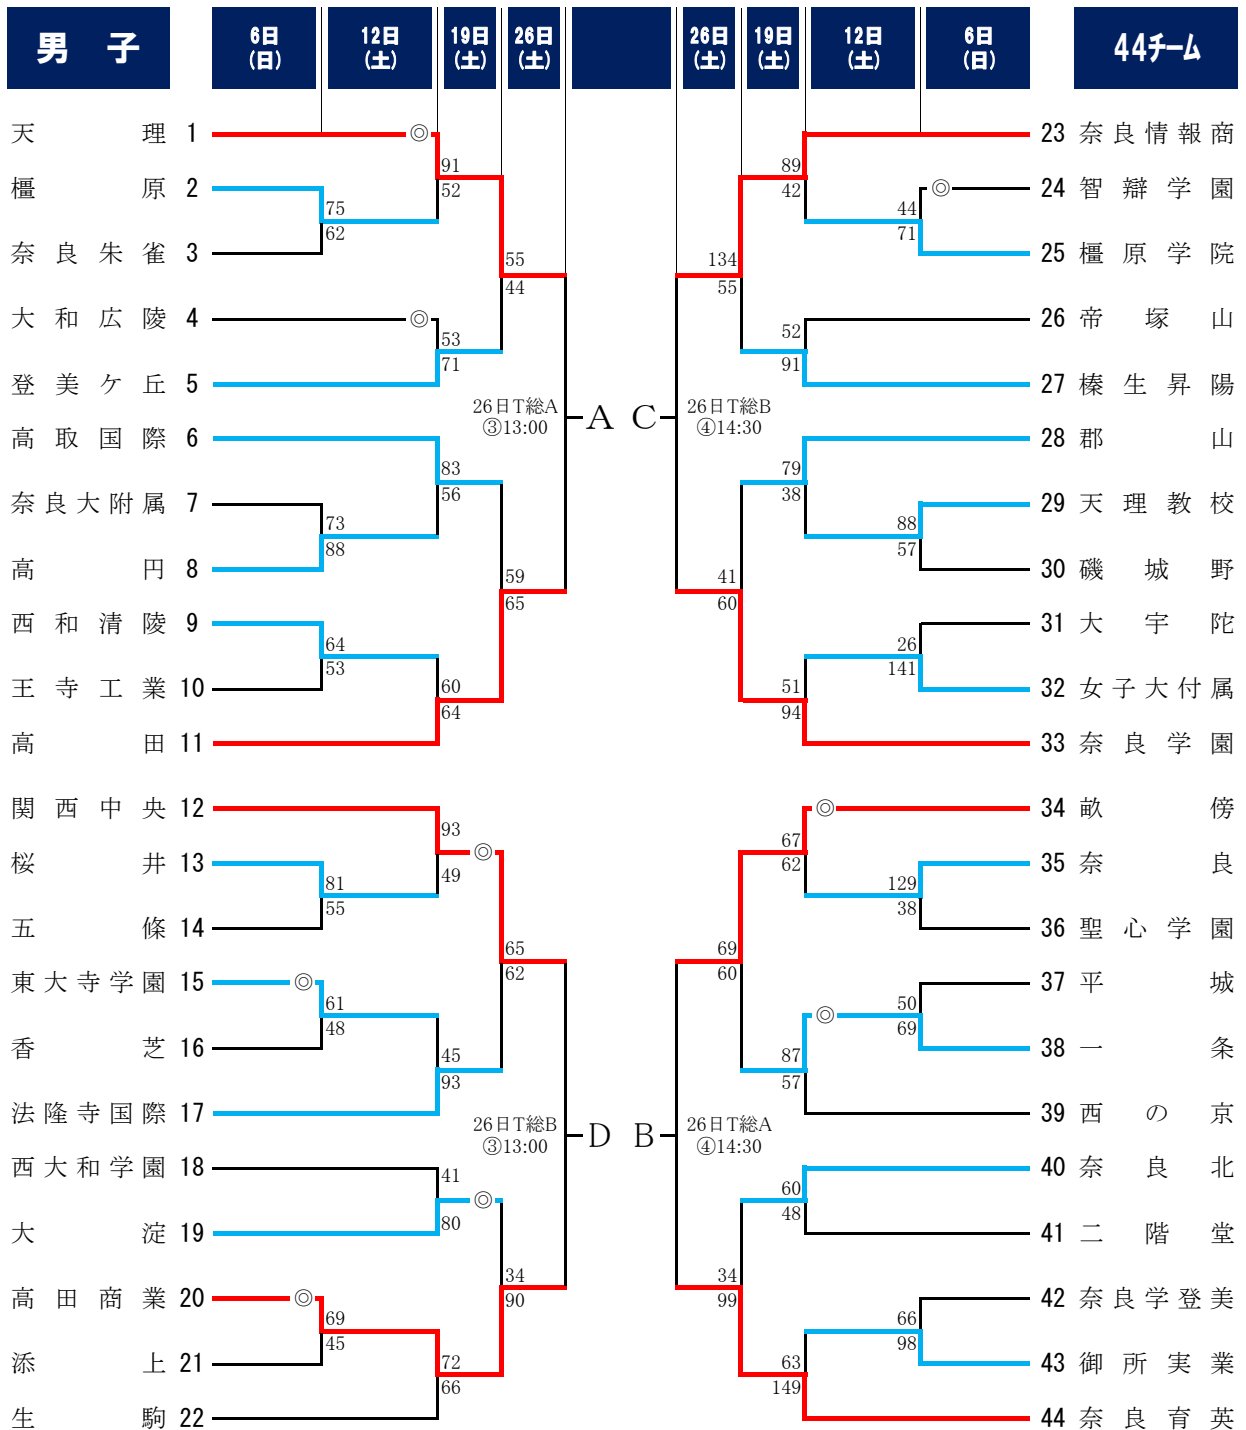 男 子 6日(日) 12日(土) 19日(土) 26日(土) 26日(土) 19日(土) 12日(土) 6日(日) 44チーム
天理 1 ◎ 23 奈良情報商
91 89
52 42
橿原 2 ◎ 24 智辯学園
75 44
62 71
奈良朱雀 3 25 橿原学院
55 134
44 55
大和広陵 4 ◎ 26 帝塚山
53 52
71 91
登美ケ丘 5 27 榛生昇陽
26日T総A 26日T総B
③13:00 A C ④14:30
高取国際 6 28 郡山
83 79
56 38
奈良大附属 7 29 天理教校
73 88
88 57
高円 8 30 磯城野
59 41
65 60
西和清陵 9 31 大宇陀
64 26
53 141
王寺工業 10 32 女子大付属
60 51
64 94
高田 11 33 奈良学園
関西中央 12 ◎ 34 畝傍
93 67
◎ 62
49
桜井 13 35 奈良
81 129
55 38
五條 14 36 聖心学園
65 69
62 60
東大寺学園 15 ◎ 37 平城
61 50
48 ◎ 69
香芝 16 38 一条
45 87
93 57
法隆寺国際 17 39 西の京
26日T総B 26日T総A
③13:00 D B ④14:30
西大和学園 18 40 奈良北
41 60
◎ 48
80
大淀 19 41 二階堂
34 34
90 99
高田商業 20 ◎ 42 奈良学登美
69 66
45 98
添上 21 43 御所実業
72 63
66 149
生駒 22 44 奈良育英